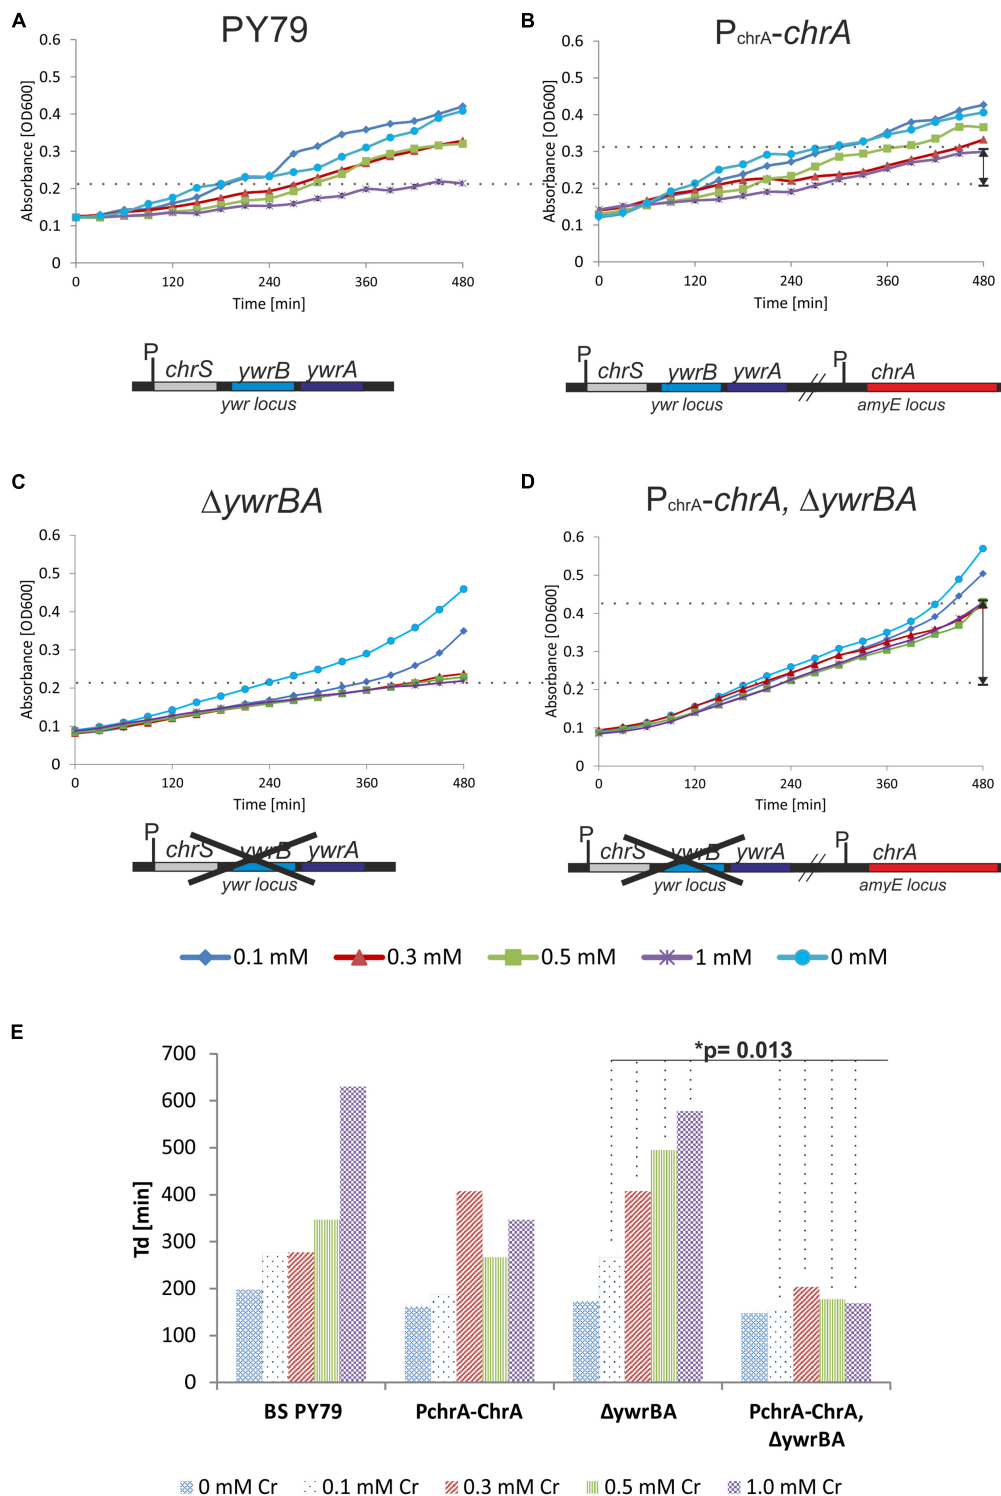 A
PY79
Absorbance [OD600]
0.6
0.5
0.4
0.3
0.2
0.1
0
0 120 240 360 480
Time [min]
P
chrS ywrB ywrA
ywr locus
B
PchrA-chrA
Absorbance [OD600]
0.6
0.5
0.4
0.3
0.2
0.1
0
0 120 240 360 480
Time [min]
P P
chrS ywrB ywrA // chrA
ywr locus amyE locus
C
ΔywrBA
Absorbance [OD600]
0.6
0.5
0.4
0.3
0.2
0.1
0
0 120 240 360 480
Time [min]
P
chrS ywrB ywrA
ywr locus
D
PchrA-chrA, ΔywrBA
Absorbance [OD600]
0.6
0.5
0.4
0.3
0.2
0.1
0
0 120 240 360 480
Time [min]
P P
chrS ywrB ywrA // chrA
ywr locus amyE locus
0.1 mM 0.3 mM 0.5 mM 1 mM 0 mM
E
*p= 0.013
Td [min]
700
600
500
400
300
200
100
0
BS PY79 PchrA-ChrA ΔywrBA PchrA-ChrA,
ΔywrBA
0 mM Cr 0.1 mM Cr 0.3 mM Cr 0.5 mM Cr 1.0 mM Cr